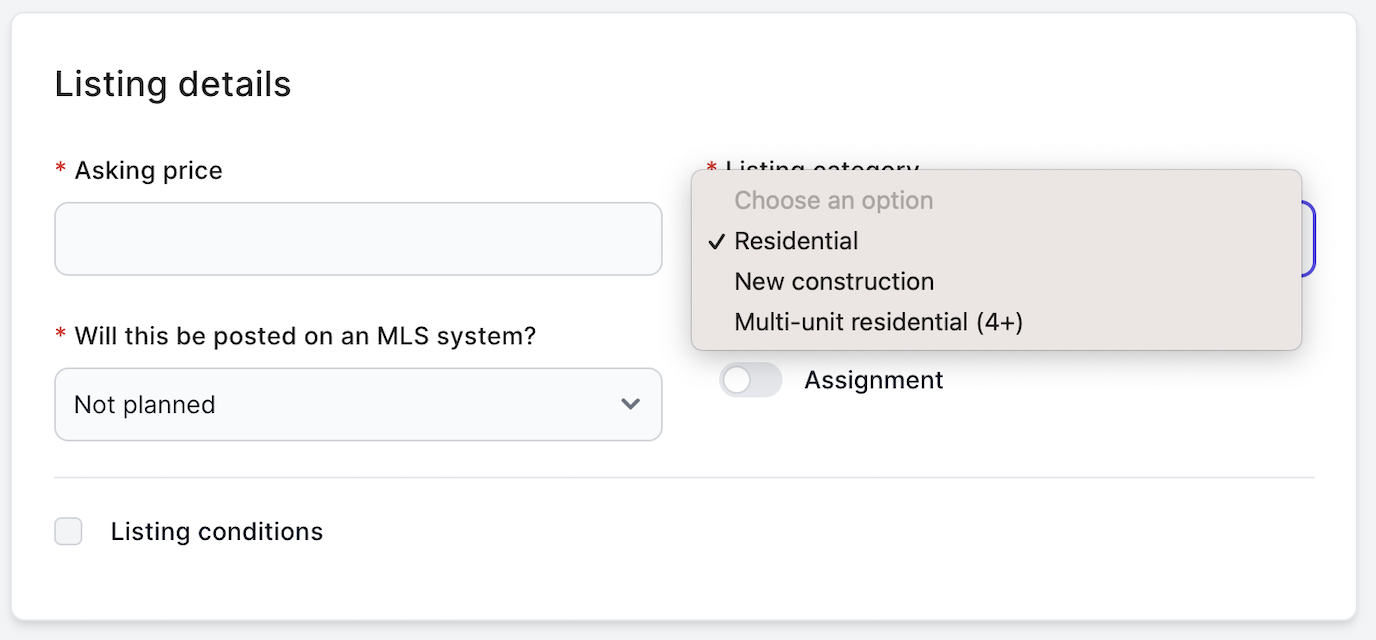 Listing details
* Asking price
* Listing category
Choose an option
✓ Residential
New construction
Multi-unit residential (4+)
* Will this be posted on an MLS system?
Not planned
Assignment
Listing conditions